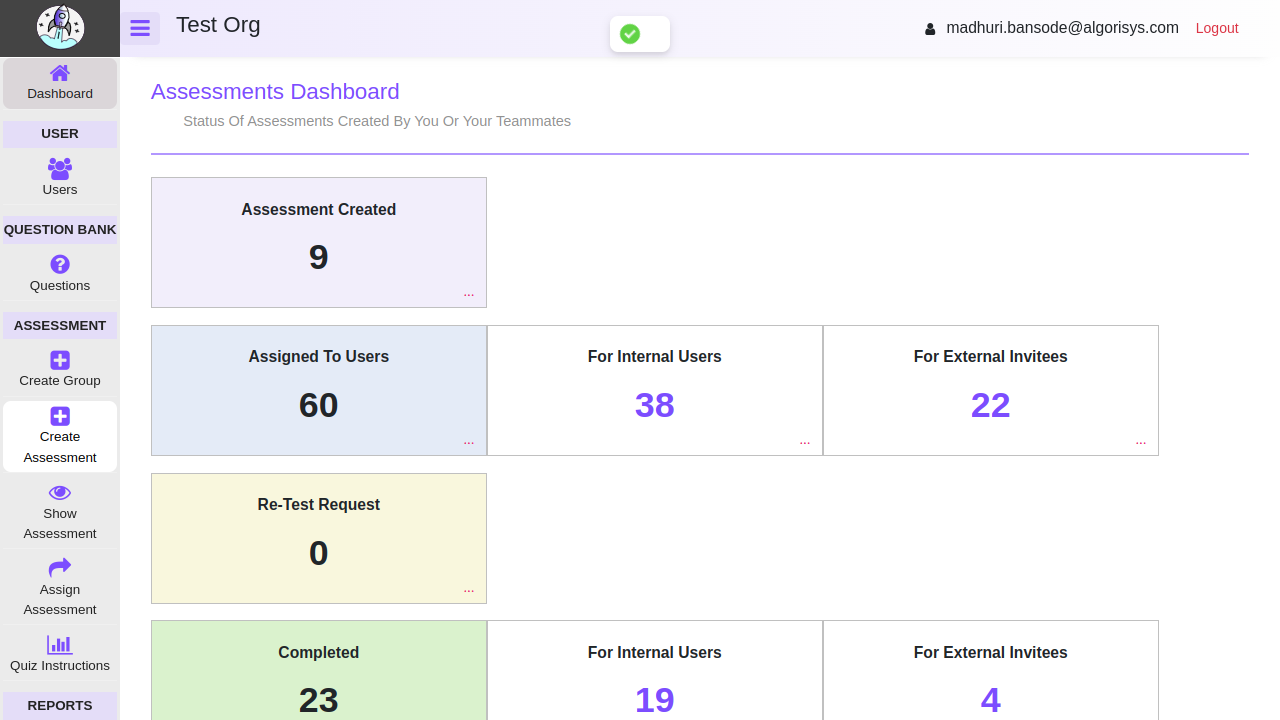 Test Org
madhuri.bansode@algorisys.com
Logout
Dashboard
USER
Users
QUESTION BANK
Questions
ASSESSMENT
Create Group
Create
Assessment
Show
Assessment
Assign
Assessment
Quiz Instructions
REPORTS
Assessments Dashboard
Status Of Assessments Created By You Or Your Teammates
Assessment Created
9
...
Assigned To Users
60
...
For Internal Users
38
...
For External Invitees
22
...
Re-Test Request
0
...
Completed
23
For Internal Users
19
For External Invitees
4